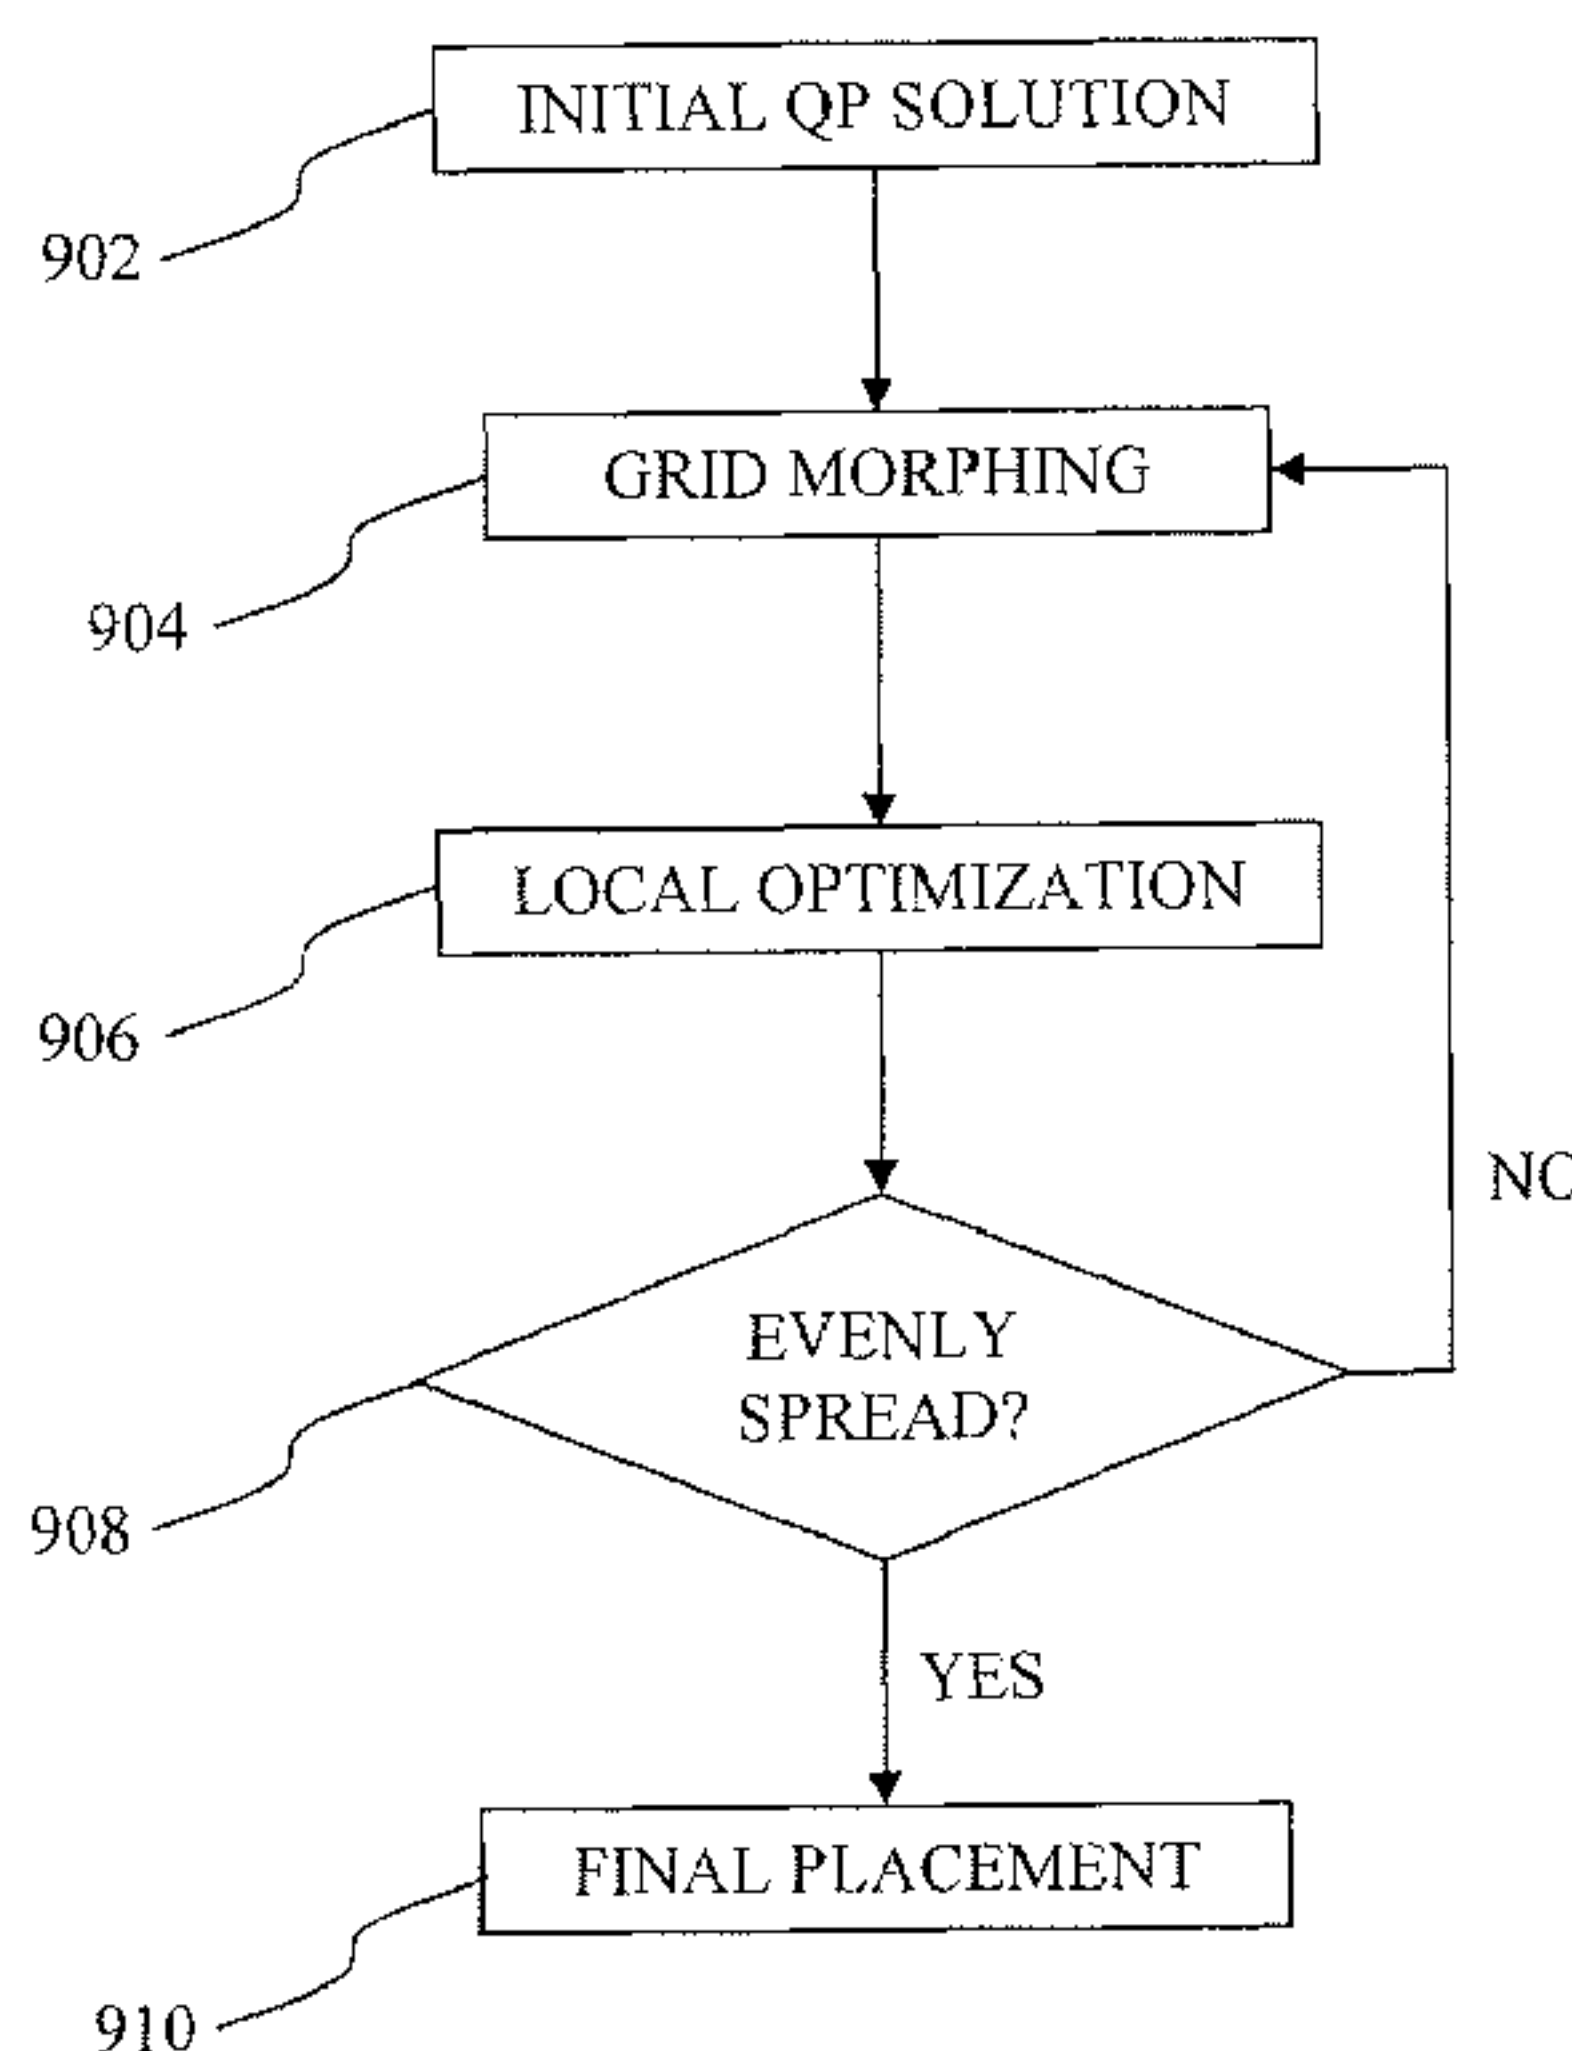 INITIAL QP SOLUTION
902
GRID MORPHING
904
LOCAL OPTIMIZATION
906
NO
EVENLY
SPREAD?
908
YES
FINAL PLACEMENT
910